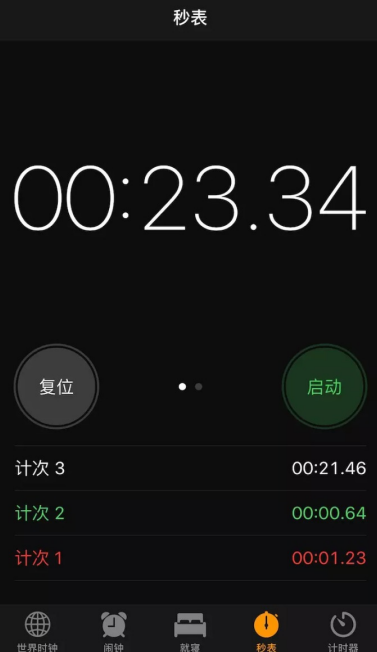 秒表
00:23.34
复位
启动
计次 3 00:21.46
计次 2 00:00.64
计次 1 00:01.23
世界时钟 闹钟 就寝 秒表 计时器